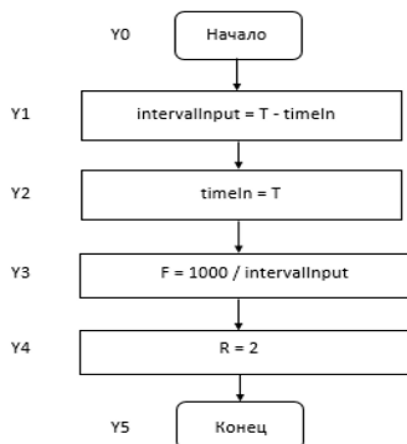 Y0 Начало
Y1 intervalInput = T - timeIn
Y2 timeIn = T
Y3 F = 1000 / intervalInput
Y4 R = 2
Y5 Конец